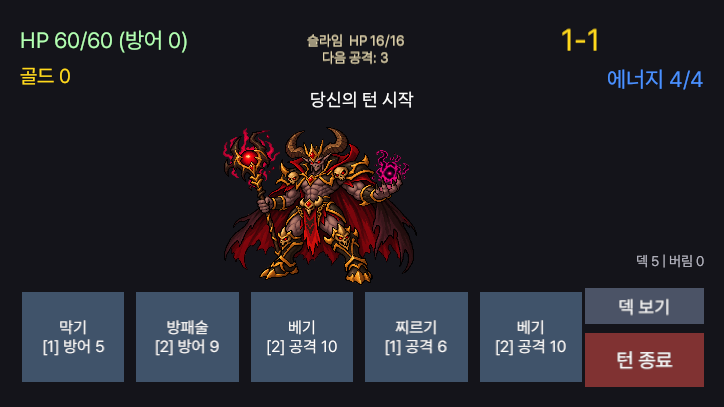 HP 60/60 (방어 0)
골드 0
슬라임 HP 16/16
다음 공격: 3
1-1
에너지 4/4
당신의 턴 시작
덱 5 | 버림 0
막기
[1] 방어 5
방패술
[2] 방어 9
베기
[2] 공격 10
찌르기
[1] 공격 6
베기
[2] 공격 10
덱 보기
턴 종료